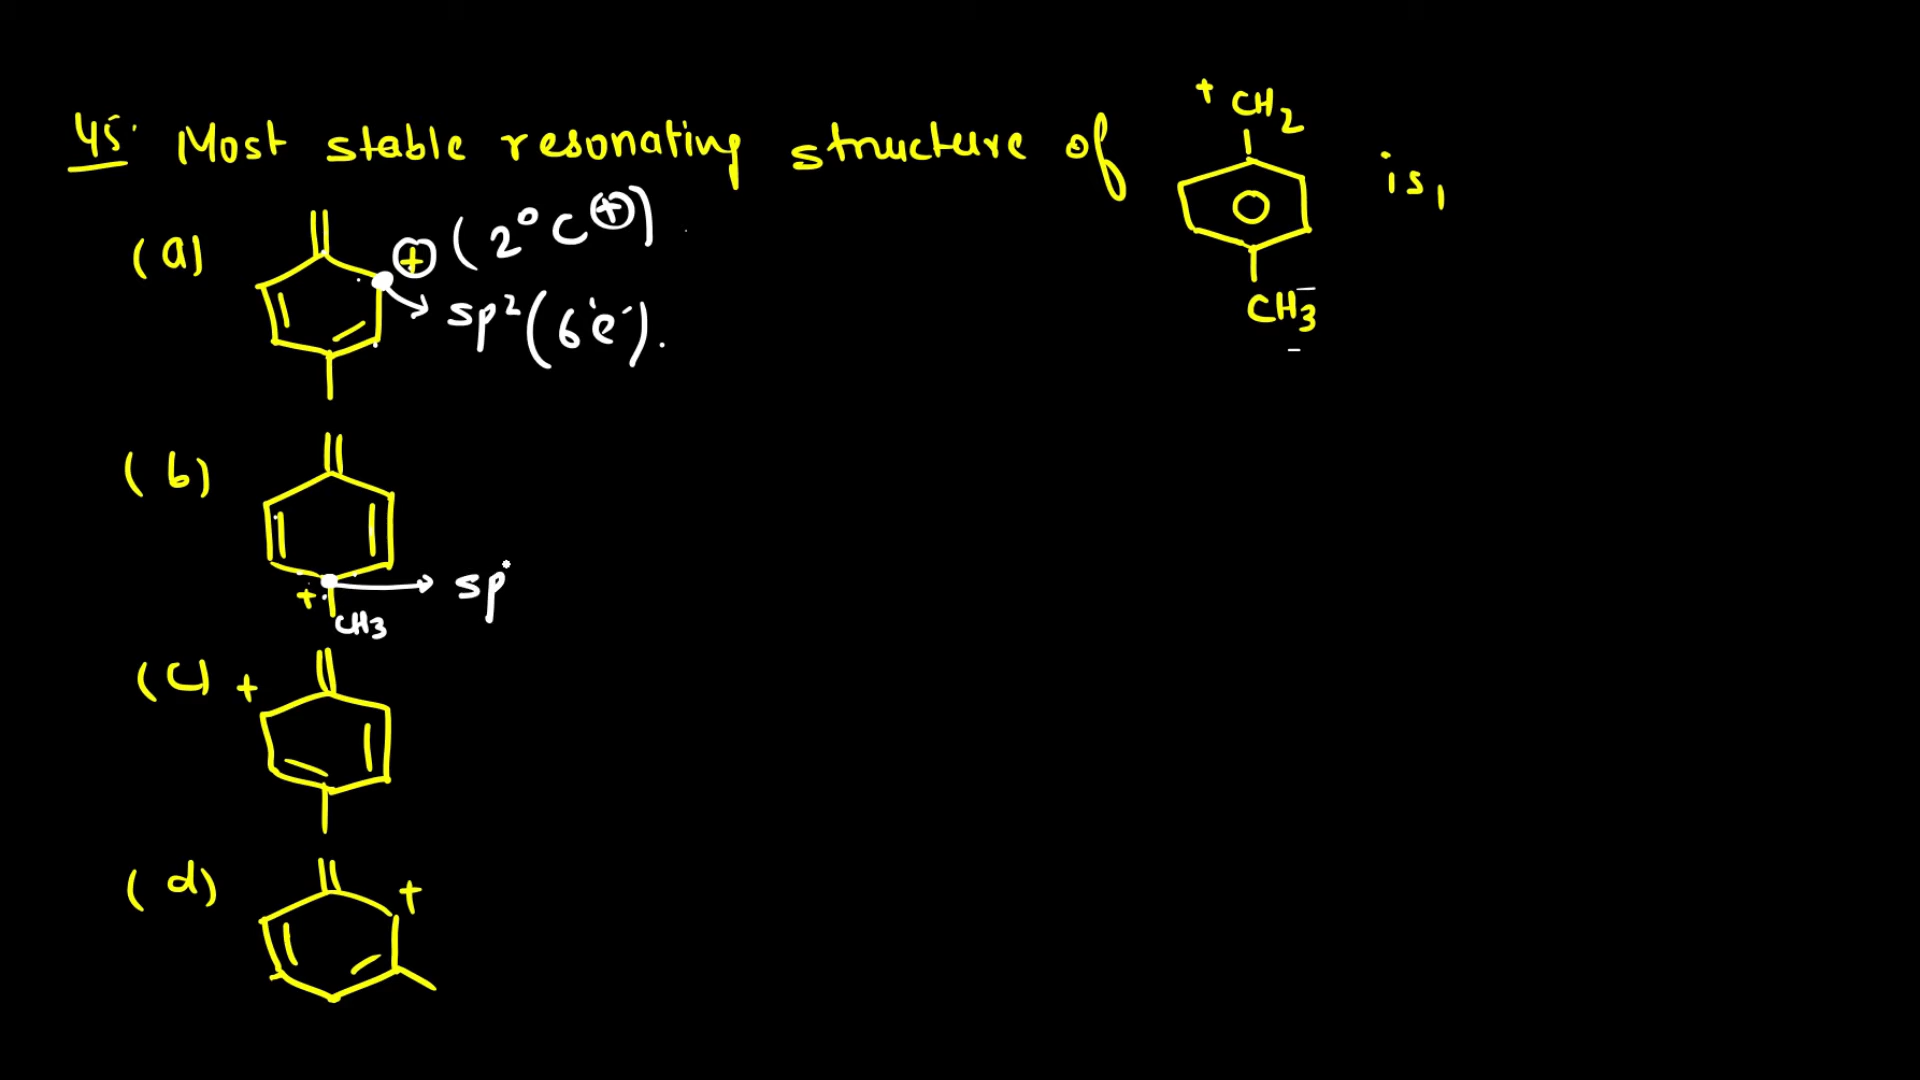 45. Most stable resonating structure of +CH2 CH3 is,
(a) + (2° C+)
sp² (6e⁻).
(b)
+ sp
CH3
(c) +
(d) +